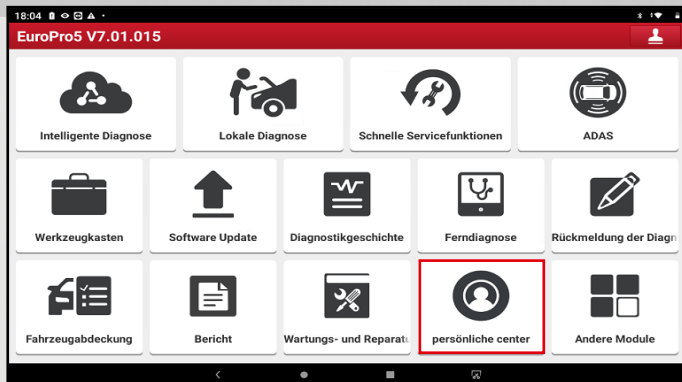 18:04
EuroPro5 V7.01.015
Intelligente Diagnose
Lokale Diagnose
Schnelle Servicefunktionen
ADAS
Werkzeugkasten
Software Update
Diagnostikgeschichte
Ferndiagnose
Rückmeldung der Diagn
Fahrzeugabdeckung
Bericht
Wartungs- und Reparatu
persönliche center
Andere Module